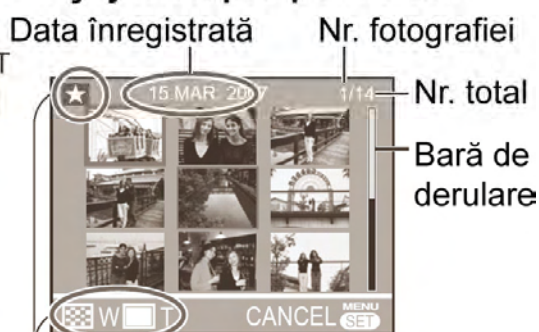 Data înregistrată Nr. fotografiei
T
15 MAR 2007 1/14 Nr. total
Bară de
derulare
W T CANCEL MENU
SET